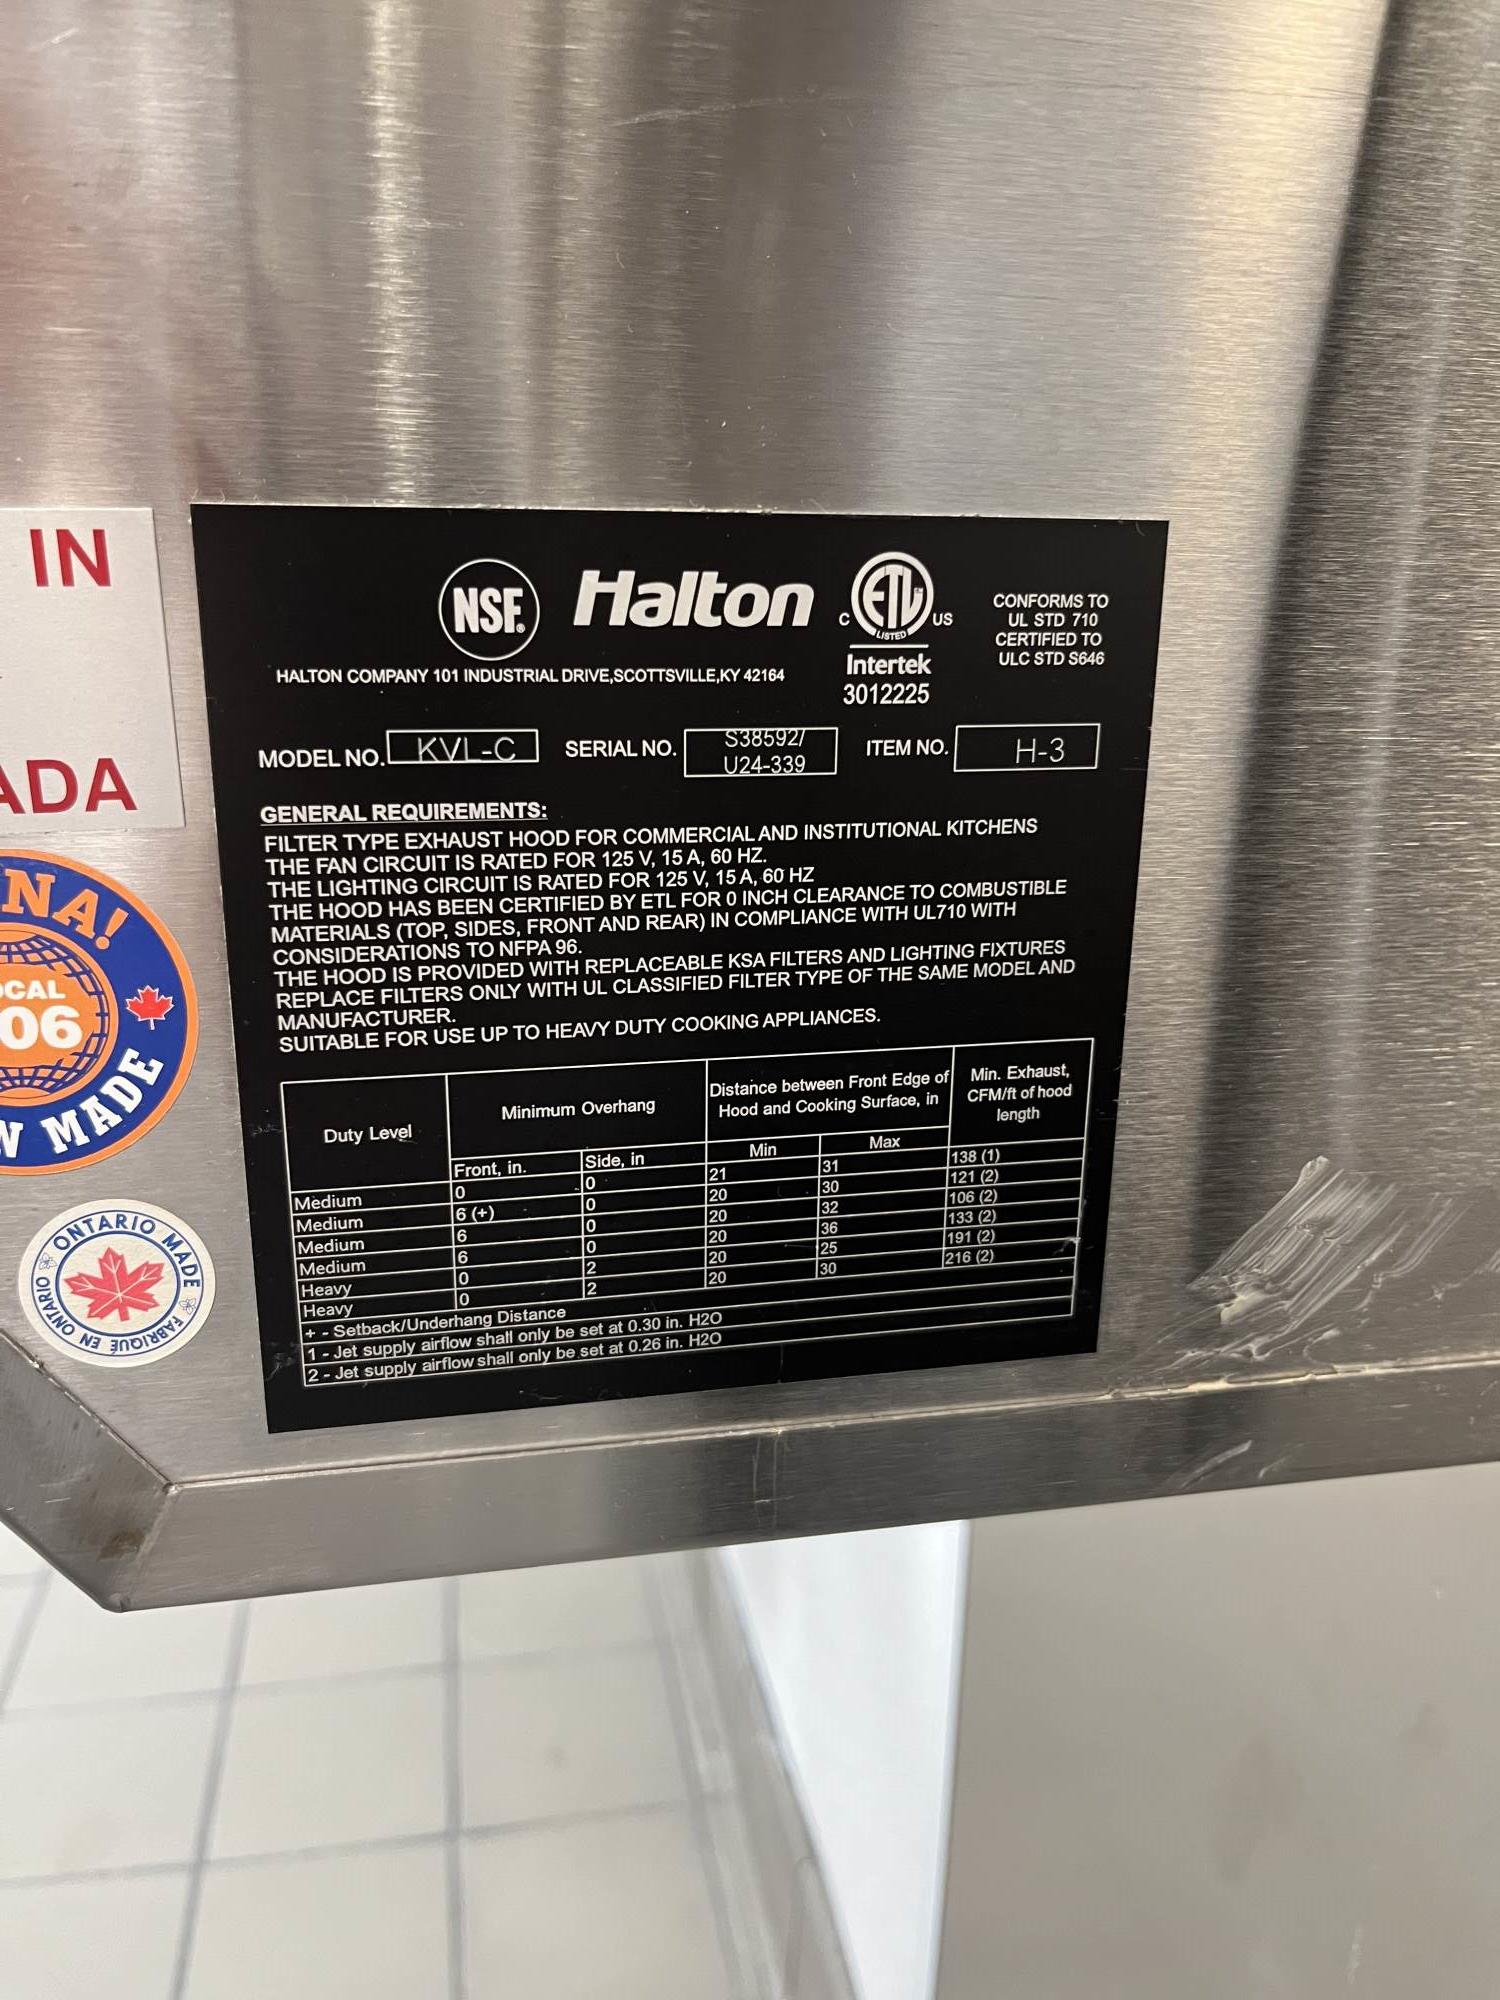 IN
ADA
NA!
OCAL
06
N MADE
ONTARIO MADE
FABRIQUÉ EN ONTARIO
NSF®
Halton
C ETL US
LISTED
Intertek
3012225
CONFORMS TO
UL STD 710
CERTIFIED TO
ULC STD S646
HALTON COMPANY 101 INDUSTRIAL DRIVE,SCOTTSVILLE,KY 42164
MODEL NO. KVL-C SERIAL NO. S38592/ U24-339 ITEM NO. H-3
GENERAL REQUIREMENTS:
FILTER TYPE EXHAUST HOOD FOR COMMERCIAL AND INSTITUTIONAL KITCHENS
THE FAN CIRCUIT IS RATED FOR 125 V, 15 A, 60 HZ.
THE LIGHTING CIRCUIT IS RATED FOR 125 V, 15 A, 60 HZ
THE HOOD HAS BEEN CERTIFIED BY ETL FOR 0 INCH CLEARANCE TO COMBUSTIBLE
MATERIALS (TOP, SIDES, FRONT AND REAR) IN COMPLIANCE WITH UL710 WITH
CONSIDERATIONS TO NFPA 96.
THE HOOD IS PROVIDED WITH REPLACEABLE KSA FILTERS AND LIGHTING FIXTURES
REPLACE FILTERS ONLY WITH UL CLASSIFIED FILTER TYPE OF THE SAME MODEL AND
MANUFACTURER.
SUITABLE FOR USE UP TO HEAVY DUTY COOKING APPLIANCES.
Duty Level
Minimum Overhang
Distance between Front Edge of
Hood and Cooking Surface, in
Min. Exhaust,
CFM/ft of hood
length
Front, in. Side, in Min Max
Medium 0 0 21 31 138 (1)
Medium 6 (+) 0 20 30 121 (2)
Medium 6 0 20 32 106 (2)
Medium 6 0 20 36 133 (2)
Heavy 0 2 20 25 191 (2)
Heavy 0 2 20 30 216 (2)
+ - Setback/Underhang Distance
1 - Jet supply airflow shall only be set at 0.30 in. H2O
2 - Jet supply airflow shall only be set at 0.26 in. H2O